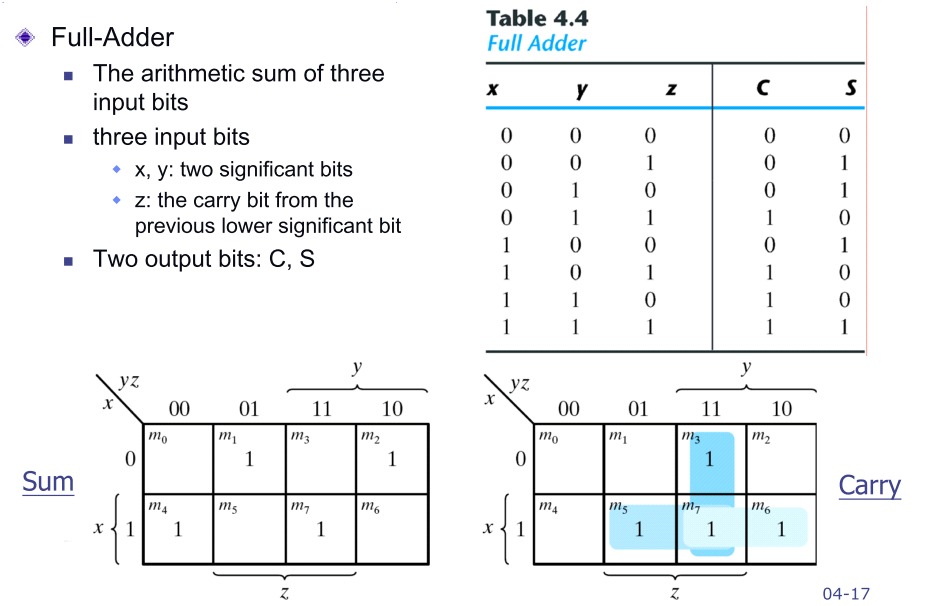 Full-Adder
The arithmetic sum of three
input bits
three input bits
x, y: two significant bits
z: the carry bit from the
previous lower significant bit
Two output bits: C, S
Table 4.4
Full Adder
x y z C S
0 0 0 0 0
0 0 1 0 1
0 1 0 0 1
0 1 1 1 0
1 0 0 0 1
1 0 1 1 0
1 1 0 1 0
1 1 1 1 1
Sum
y
yz
x
00 01 11 10
m0 m1 m3 m2
0 1 1
m4 m5 m7 m6
x 1 1 1
z
Carry
y
yz
x
00 01 11 10
m0 m1 m3 m2
0 1
m4 m5 m7 m6
x 1 1 1 1
z
04-17